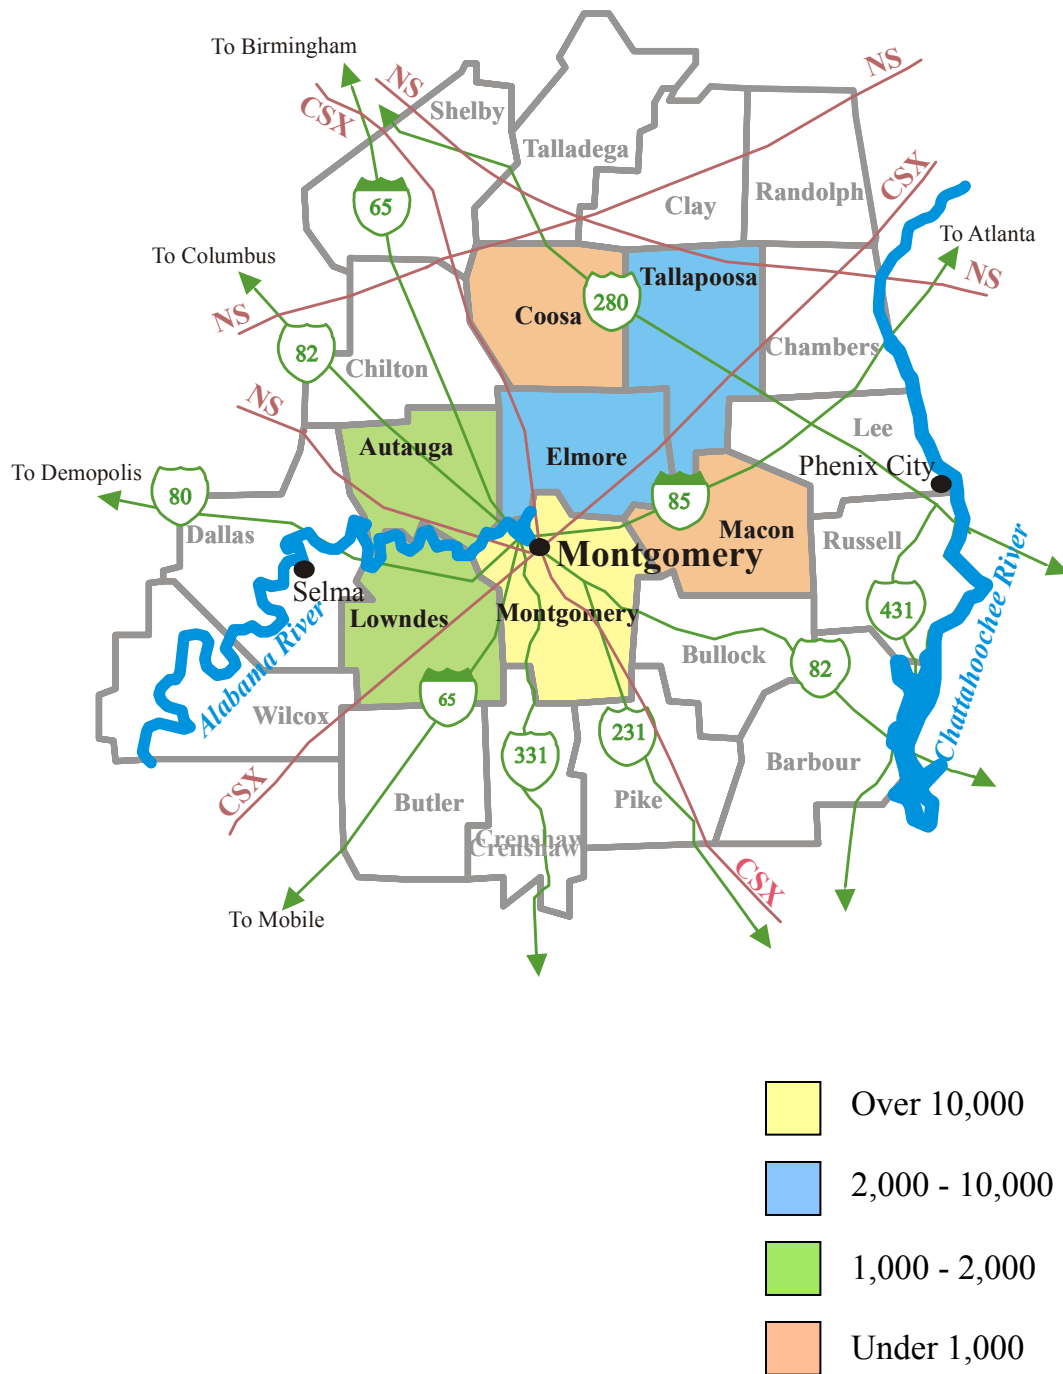 To Birmingham
NS
NS
CSX
Shelby
Talladega
CSX
Randolph
65
Clay
To Atlanta
To Columbus
Tallapoosa
NS
280
Coosa
NS
82
Chambers
Chilton
NS
Lee
Autauga
Elmore
Phenix City
To Demopolis
80
85
Macon
Dallas
Russell
Montgomery
Selma
431
Lowndes
Montgomery
Bullock
Chattahoochee River
Alabama River
82
65
Wilcox
231
331
Barbour
CSX
Butler
Pike
Crenshaw
Crenshaw
CSX
To Mobile
Over 10,000
2,000 - 10,000
1,000 - 2,000
Under 1,000